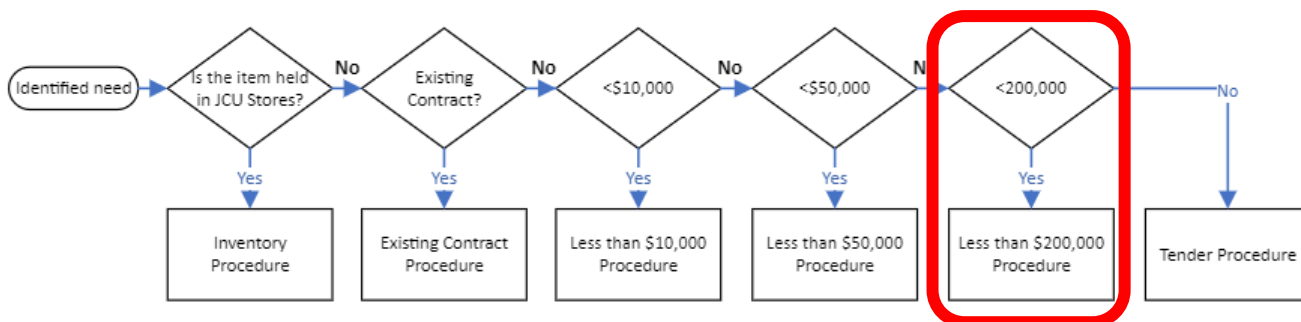 Identified need
Is the item held
in JCU Stores?
No
Existing
Contract?
No
<$10,000
No
<$50,000
<200,000
No
Yes
Yes
Yes
Yes
Yes
Inventory
Procedure
Existing Contract
Procedure
Less than $10,000
Procedure
Less than $50,000
Procedure
Less than $200,000
Procedure
Tender Procedure